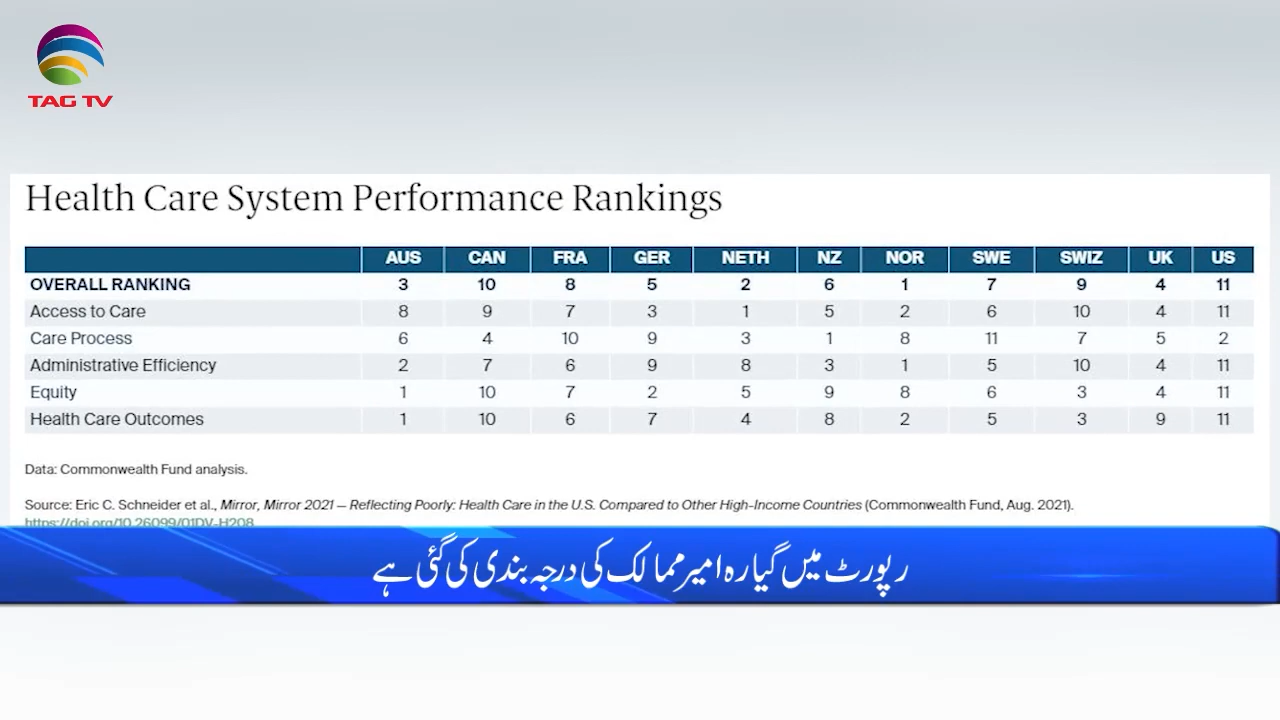 TAG TV
Health Care System Performance Rankings
AUS CAN FRA GER NETH NZ NOR SWE SWIZ UK US
OVERALL RANKING 3 10 8 5 2 6 1 7 9 4 11
Access to Care 8 9 7 3 1 5 2 6 10 4 11
Care Process 6 4 10 9 3 1 8 11 7 5 2
Administrative Efficiency 2 7 6 9 8 3 1 5 10 4 11
Equity 1 10 7 2 5 9 8 6 3 4 11
Health Care Outcomes 1 10 6 7 4 8 2 5 3 9 11
Data: Commonwealth Fund analysis.
Source: Eric C. Schneider et al., Mirror, Mirror 2021 — Reflecting Poorly: Health Care in the U.S. Compared to Other High-Income Countries (Commonwealth Fund, Aug. 2021).
https://doi.org/10.26099/01DV-H208
رپورٹ میں گیارہ امیر ممالک کی درجہ بندی کی گئی ہے